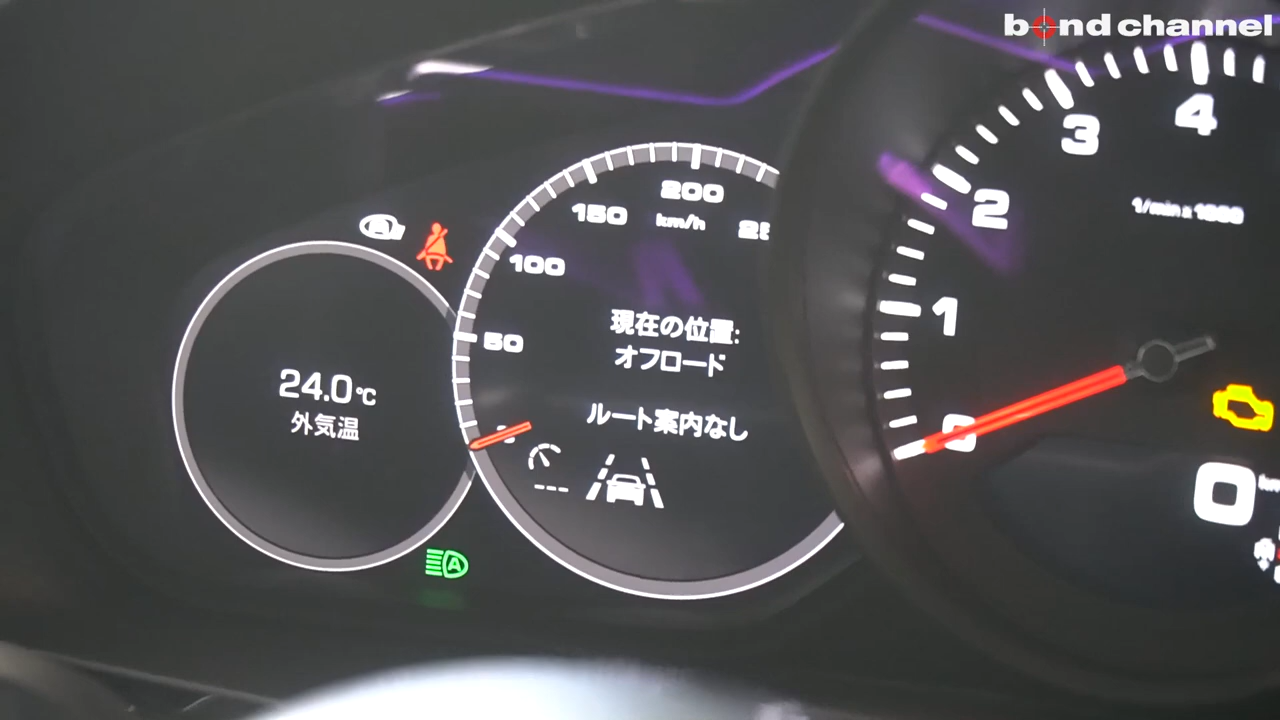 bond channel
24.0℃
外気温
50
100
150
200
km/h
現在の位置:
オフロード
ルート案内なし
0
1
2
3
4
1/min x 1000
0